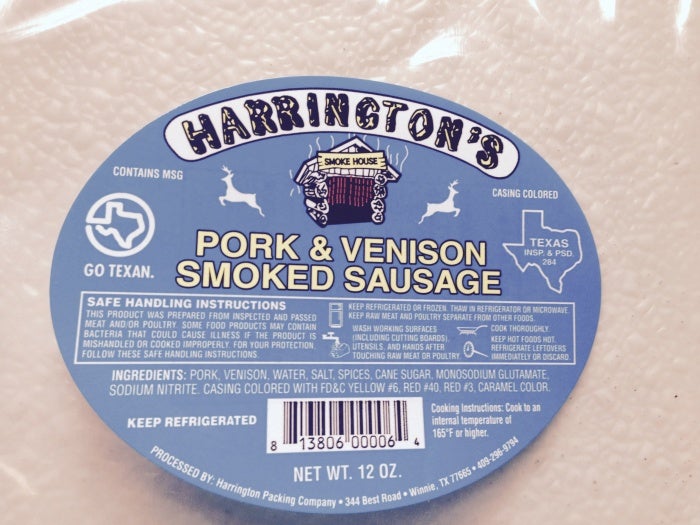 HARRINGTON'S
SMOKE HOUSE
CONTAINS MSG
CASING COLORED
GO TEXAN.
PORK & VENISON
SMOKED SAUSAGE
TEXAS
INSP. & PSD.
264
SAFE HANDLING INSTRUCTIONS
THIS PRODUCT WAS PREPARED FROM INSPECTED AND PASSED
MEAT AND/OR POULTRY. SOME FOOD PRODUCTS MAY CONTAIN
BACTERIA THAT COULD CAUSE ILLNESS IF THE PRODUCT IS
MISHANDLED OR COOKED IMPROPERLY. FOR YOUR PROTECTION,
FOLLOW THESE SAFE HANDLING INSTRUCTIONS.
KEEP REFRIGERATED OR FROZEN. THAW IN REFRIGERATOR OR MICROWAVE.
KEEP RAW MEAT AND POULTRY SEPARATE FROM OTHER FOODS.
WASH WORKING SURFACES
(INCLUDING CUTTING BOARDS),
UTENSILS, AND HANDS AFTER
TOUCHING RAW MEAT OR POULTRY.
COOK THOROUGHLY.
KEEP HOT FOODS HOT.
REFRIGERATE LEFTOVERS
IMMEDIATELY OR DISCARD.
INGREDIENTS: PORK, VENISON, WATER, SALT, SPICES, CANE SUGAR, MONOSODIUM GLUTAMATE,
SODIUM NITRITE. CASING COLORED WITH FD&C YELLOW #6, RED #40, RED #3, CARAMEL COLOR.
KEEP REFRIGERATED
8 13806 00006 4
Cooking Instructions: Cook to an
internal temperature of
165°F or higher.
NET WT. 12 OZ.
PROCESSED BY: Harrington Packing Company • 344 Best Road • Winnie, TX 77665 • 409-296-9794